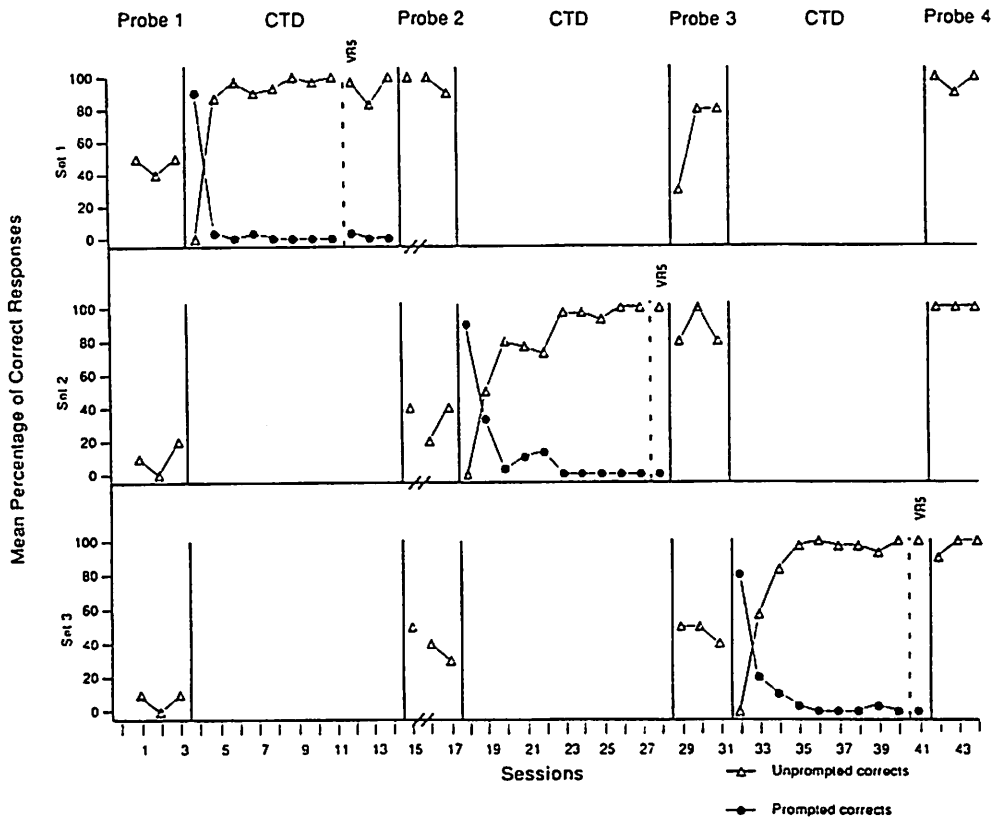 Probe 1 CTD Probe 2 CTD Probe 3 CTD Probe 4
VR5
100
80
60
40
20
0
Set 1
VR5
100
80
60
40
20
0
Set 2
VR5
100
80
60
40
20
0
Set 3
Mean Percentage of Correct Responses
1 3 5 7 9 11 13 15 17 19 21 23 25 27 29 31 33 35 37 39 41 43
Sessions
Unprompted corrects
Prompted corrects